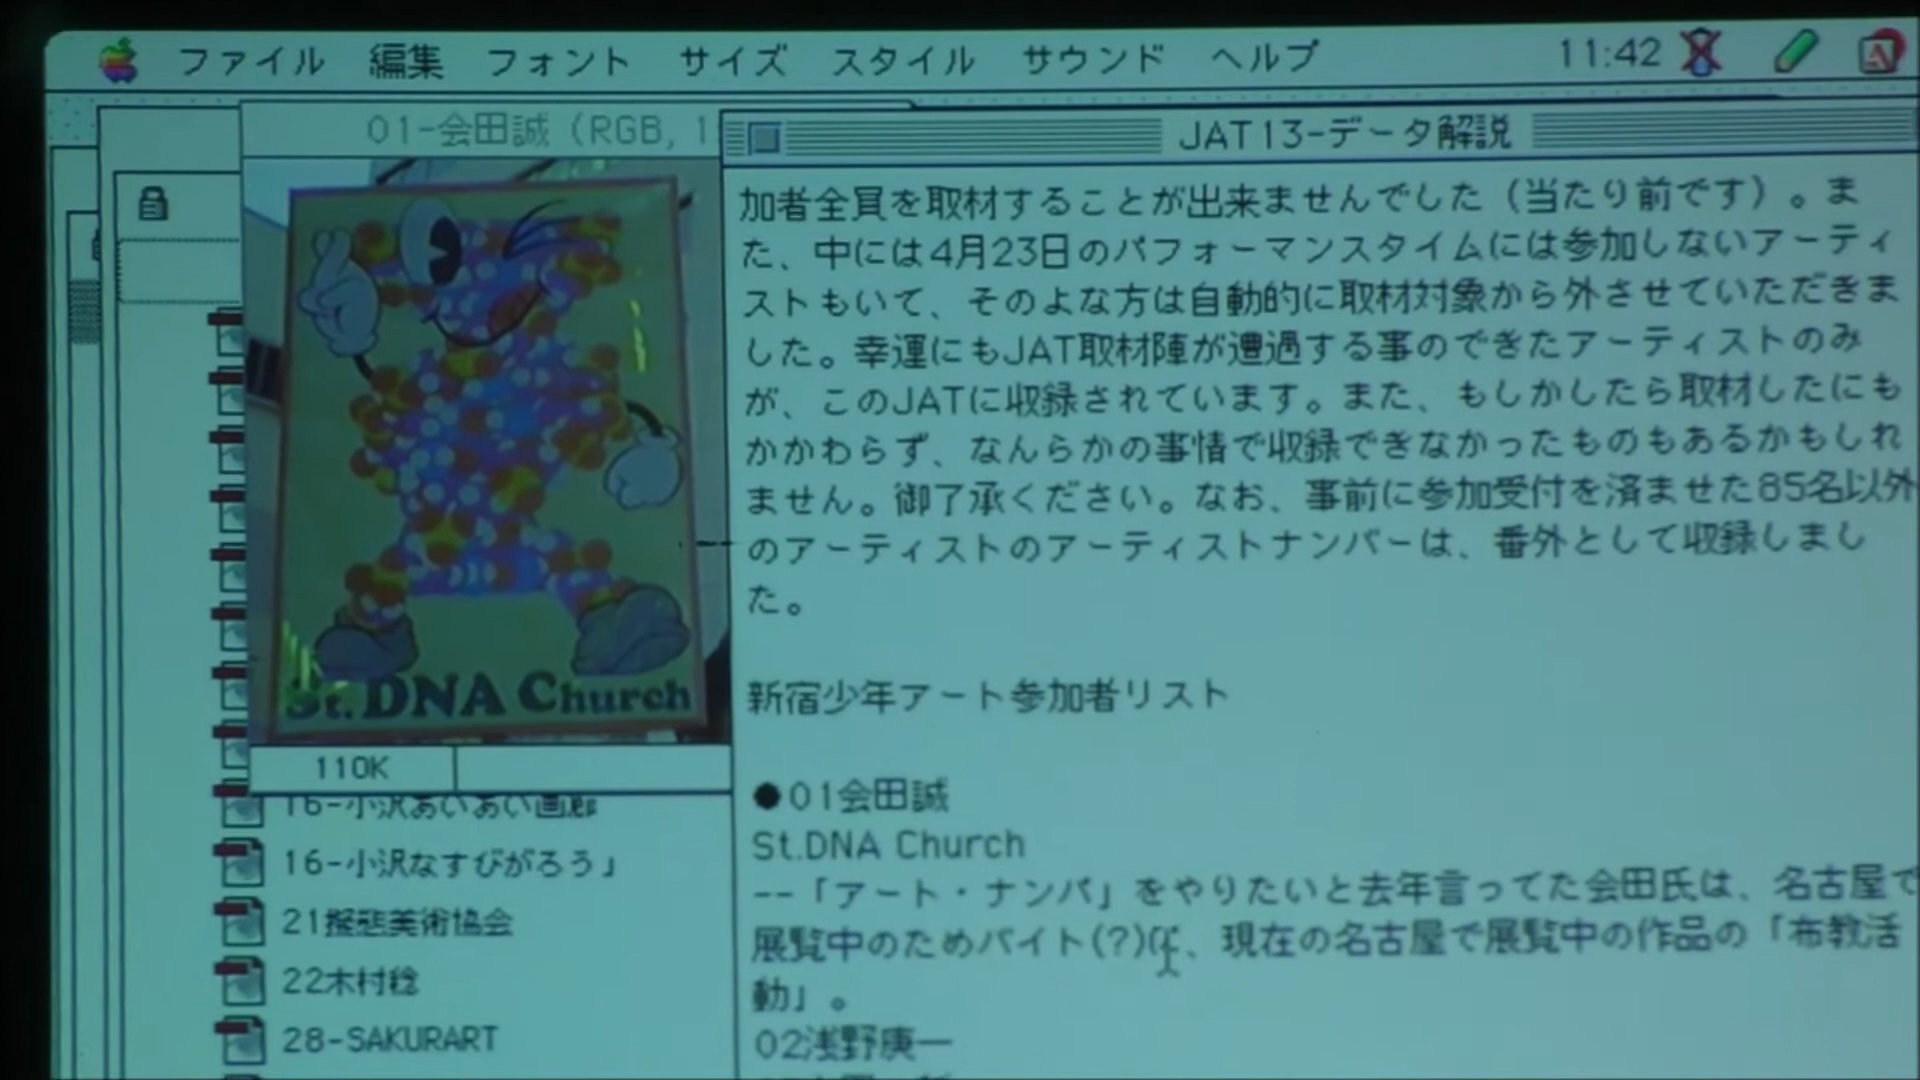 ファイル 編集 フォント サイズ スタイル サウンド ヘルプ 11:42
01-会田誠 (RGB, 1
JAT13-データ解説
加者全員を取材することが出来ませんでした（当たり前です）。ま
た、中には4月23日のパフォーマンスタイムには参加しないアーティ
ストもいて、そのよな方は自動的に取材対象から外させていただきま
した。幸運にもJAT取材陣が遭遇する事のできたアーティストのみ
が、このJATに収録されています。また、もしかしたら取材したにも
かかわらず、なんらかの事情で収録できなかったものもあるかもしれ
ません。御了承ください。なお、事前に参加受付を済ませた85名以外
のアーティストのアーティストナンバーは、番外として収録しまし
た。
新宿少年アート参加者リスト
●01会田誠
St.DNA Church
--「アート・ナンパ」をやりたいと去年言ってた会田氏は、名古屋で
展覧中のためバイト(?)に、現在の名古屋で展覧中の作品の「布教活
動」。
02浅野庚一
St.DNA Church
110K
16-小沢あいあい画廊
16-小沢なすびがろう」
21擬態美術協会
22木村稔
28-SAKURART